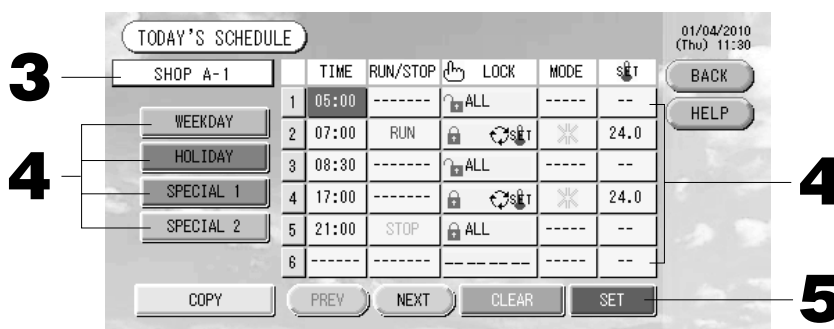 TODAY'S SCHEDULE
01/04/2010
(Thu) 11:30
3
SHOP A-1
TIME RUN/STOP LOCK MODE SET
BACK
HELP
1 05:00 ------- ALL ----- --
2 07:00 RUN SET 24.0
3 08:30 ------- ALL ----- --
4 17:00 ------- SET 24.0
5 21:00 STOP ALL ----- --
6 ------ ------- -------- ----- --
WEEKDAY
HOLIDAY
SPECIAL 1
SPECIAL 2
4
4
COPY PREV NEXT CLEAR SET
5